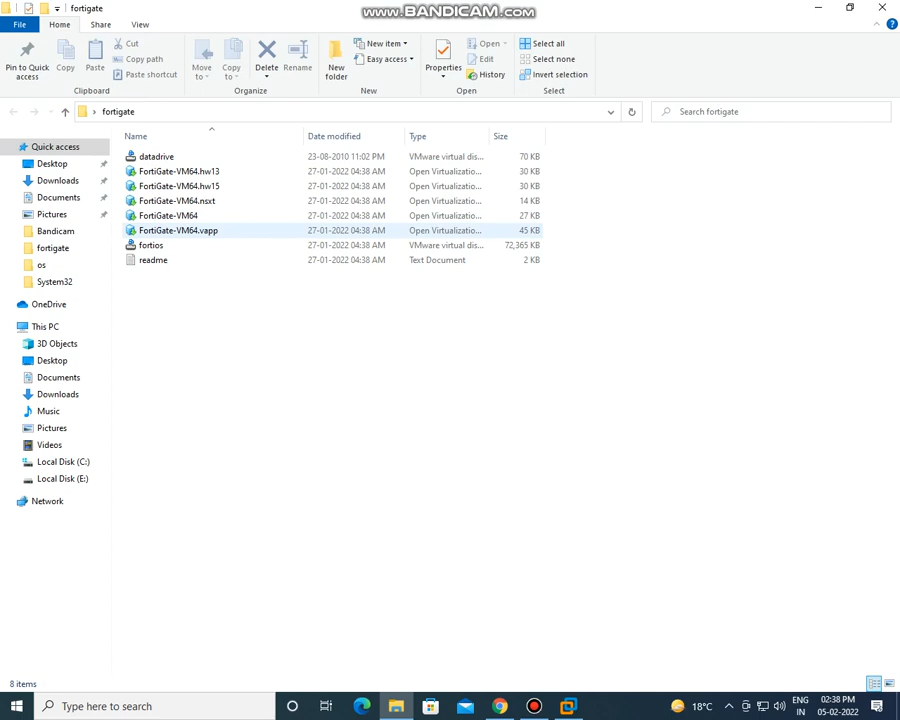 fortigate
www.BANDICAM.com
File Home Share View
Pin to Quick access
Copy
Paste
Cut
Copy path
Paste shortcut
Clipboard
Move to
Copy to
Delete
Rename
Organize
New folder
New item
Easy access
New
Properties
Open
Edit
History
Open
Select all
Select none
Invert selection
Select
fortigate
Search fortigate
Name Date modified Type Size
datadrive 23-08-2010 11:02 PM VMware virtual dis... 70 KB
FortiGate-VM64.hw13 27-01-2022 04:38 AM Open Virtualizatio... 30 KB
FortiGate-VM64.hw15 27-01-2022 04:38 AM Open Virtualizatio... 30 KB
FortiGate-VM64.nsxt 27-01-2022 04:38 AM Open Virtualizatio... 14 KB
FortiGate-VM64 27-01-2022 04:38 AM Open Virtualizatio... 27 KB
FortiGate-VM64.vapp 27-01-2022 04:38 AM Open Virtualizatio... 45 KB
fortios 27-01-2022 04:38 AM VMware virtual dis... 72,365 KB
readme 27-01-2022 04:38 AM Text Document 2 KB
Quick access
Desktop
Downloads
Documents
Pictures
Bandicam
fortigate
os
System32
OneDrive
This PC
3D Objects
Desktop
Documents
Downloads
Music
Pictures
Videos
Local Disk (C:)
Local Disk (E:)
Network
8 items
Type here to search
18°C
ENG
IN
02:38 PM
05-02-2022